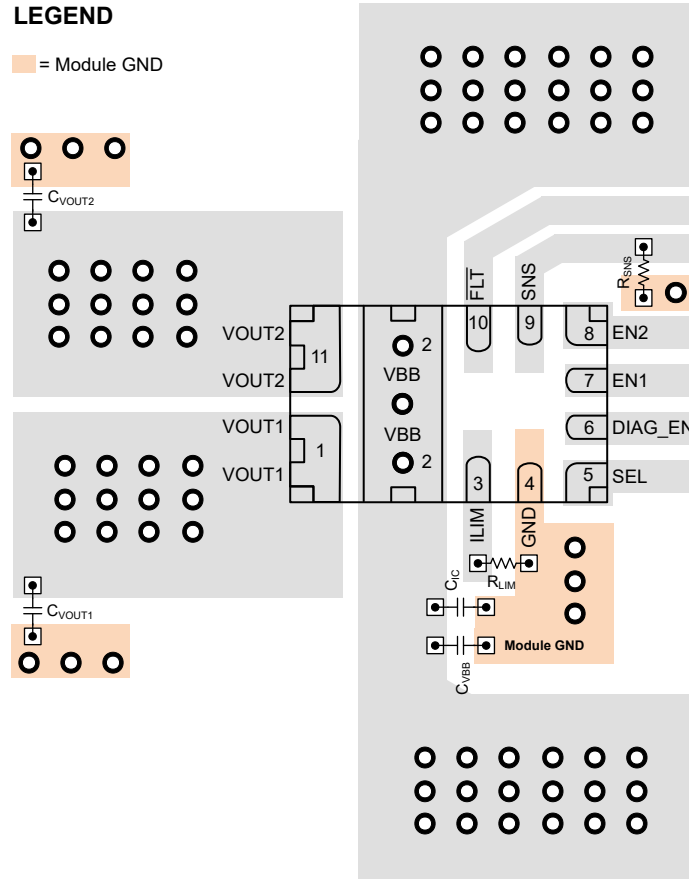 LEGEND
= Module GND
CVOUT2
RSNS
FLT
SNS
VOUT2
11
VOUT2
2
VBB
10
9
8
EN2
7
EN1
VOUT1
1
VOUT1
VBB
2
6
DIAG_EN
5
SEL
3
4
ILIM
GND
RLIM
CIC
CVOUT1
CVBB
Module GND